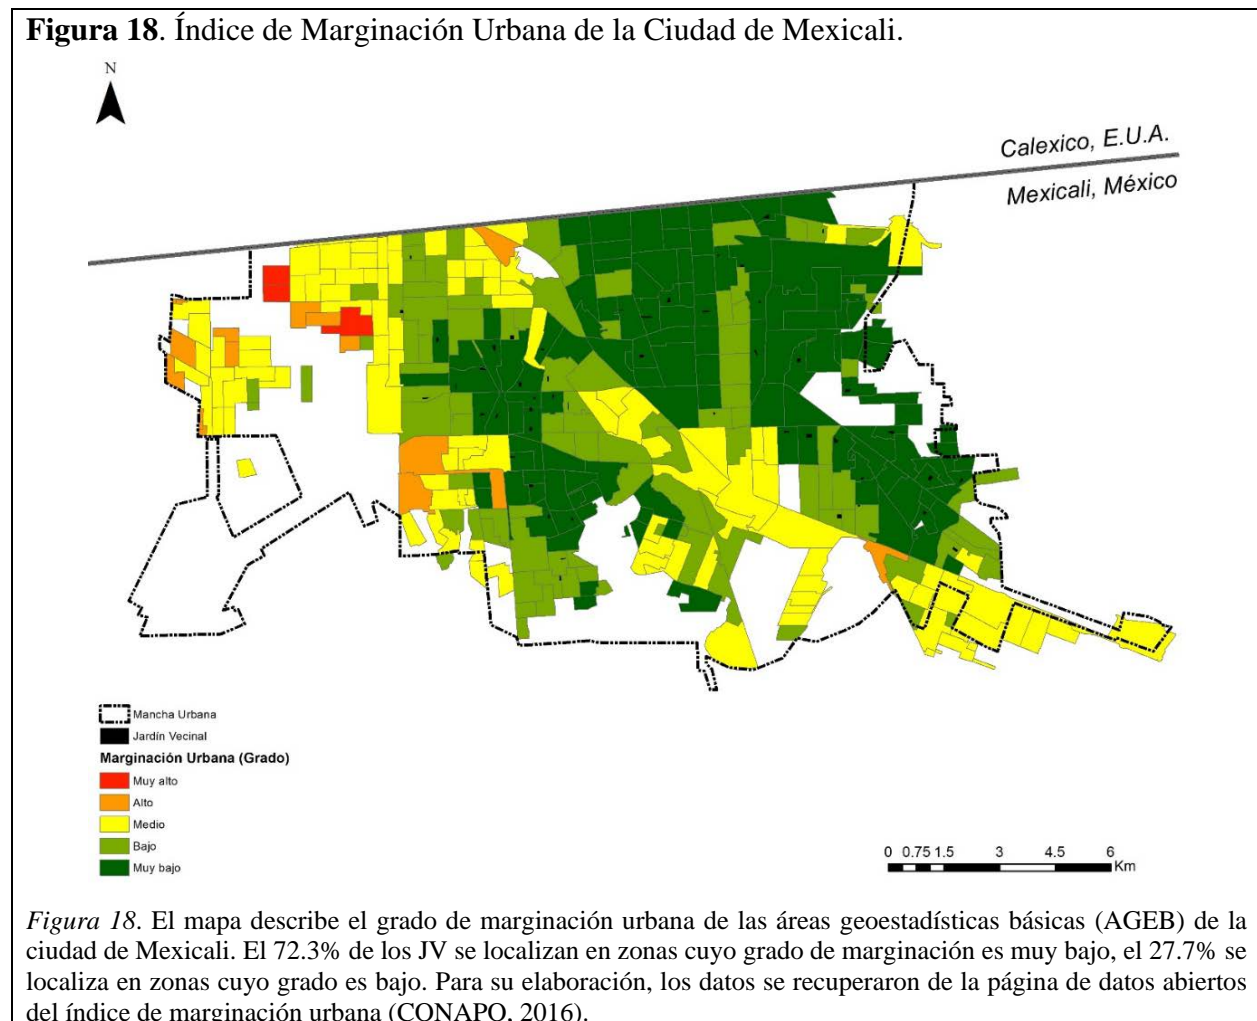 Figura 18. Índice de Marginación Urbana de la Ciudad de Mexicali.
N
Calexico, E.U.A.
Mexicali, México
Mancha Urbana
Jardín Vecinal
Marginación Urbana (Grado)
Muy alto
Alto
Medio
Bajo
Muy bajo
0 0.75 1.5 3 4.5 6
Km
Figura 18. El mapa describe el grado de marginación urbana de las áreas geoestadísticas básicas (AGEB) de la
ciudad de Mexicali. El 72.3% de los JV se localizan en zonas cuyo grado de marginación es muy bajo, el 27.7% se
localiza en zonas cuyo grado es bajo. Para su elaboración, los datos se recuperaron de la página de datos abiertos
del índice de marginación urbana (CONAPO, 2016).